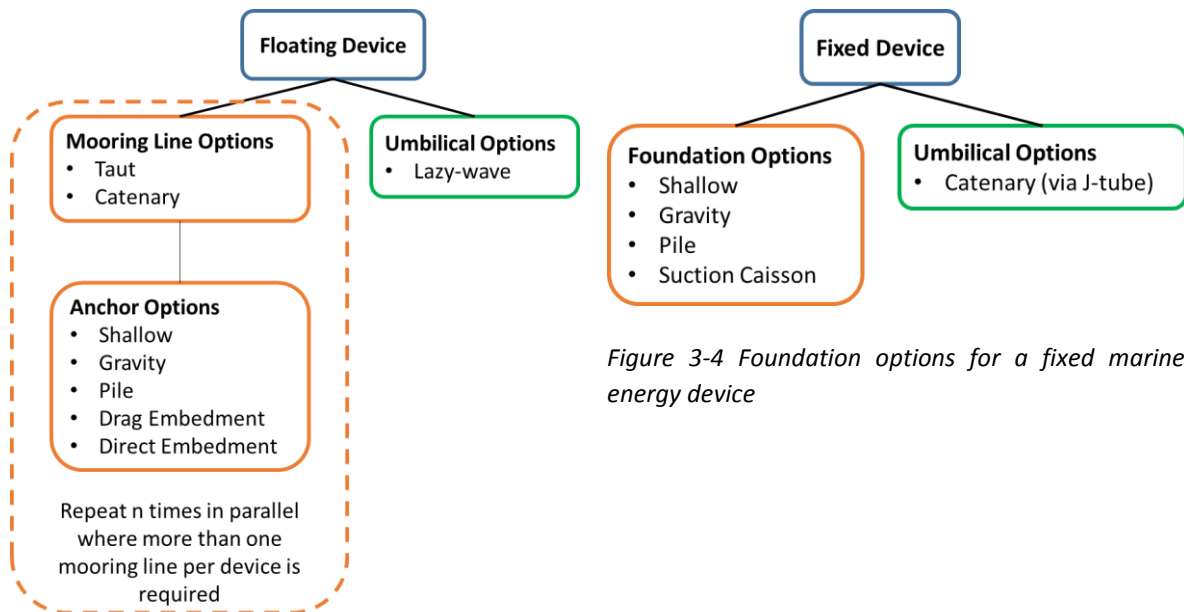 Floating Device
Mooring Line Options
• Taut
• Catenary
Anchor Options
• Shallow
• Gravity
• Pile
• Drag Embedment
• Direct Embedment
Repeat n times in parallel
where more than one
mooring line per device is
required
Umbilical Options
• Lazy-wave
Fixed Device
Foundation Options
• Shallow
• Gravity
• Pile
• Suction Caisson
Umbilical Options
• Catenary (via J-tube)
Figure 3-4 Foundation options for a fixed marine
energy device